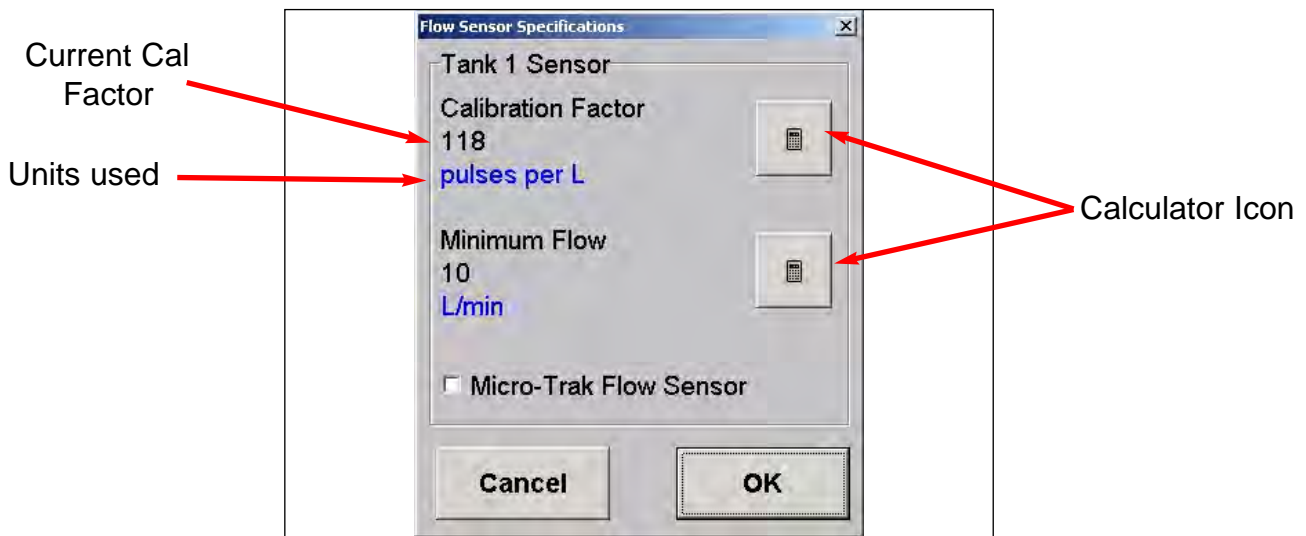 Flow Sensor Specifications
Current Cal
Factor
Units used
Tank 1 Sensor
Calibration Factor
118
pulses per L
Minimum Flow
10
L/min
Micro-Trak Flow Sensor
Cancel
OK
Calculator Icon